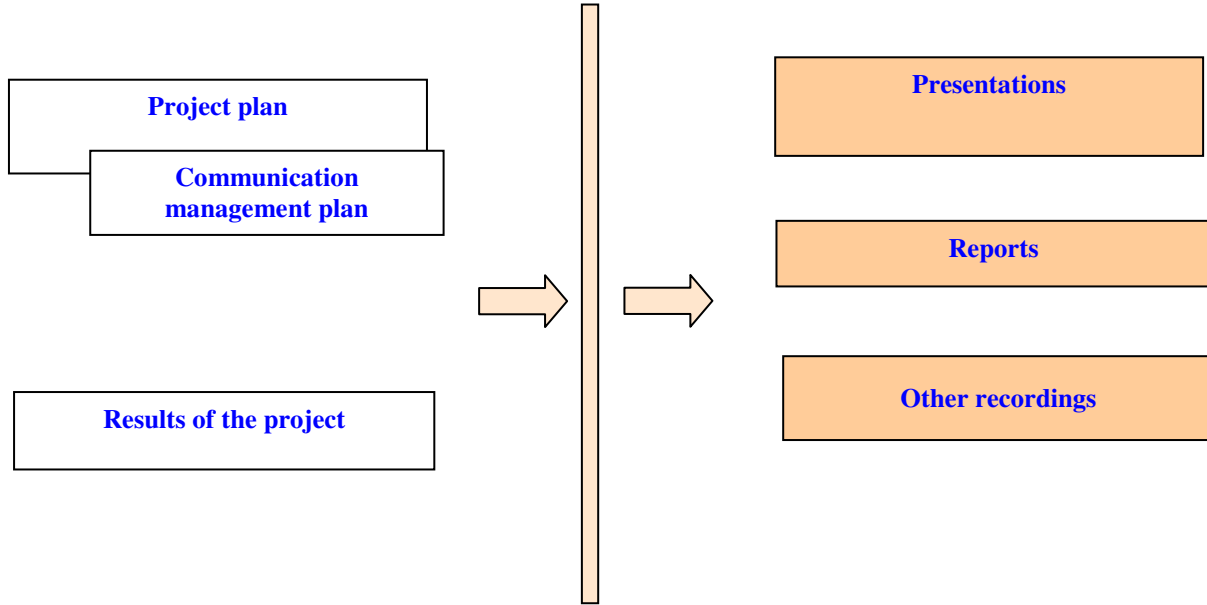 Project plan
Communication
management plan
Results of the project
Presentations
Reports
Other recordings